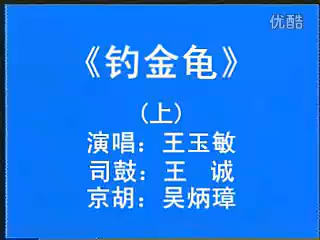 优酷
《钓金龟》
(上)
演唱：王玉敏
司鼓：王　诚
京胡：吴炳璋